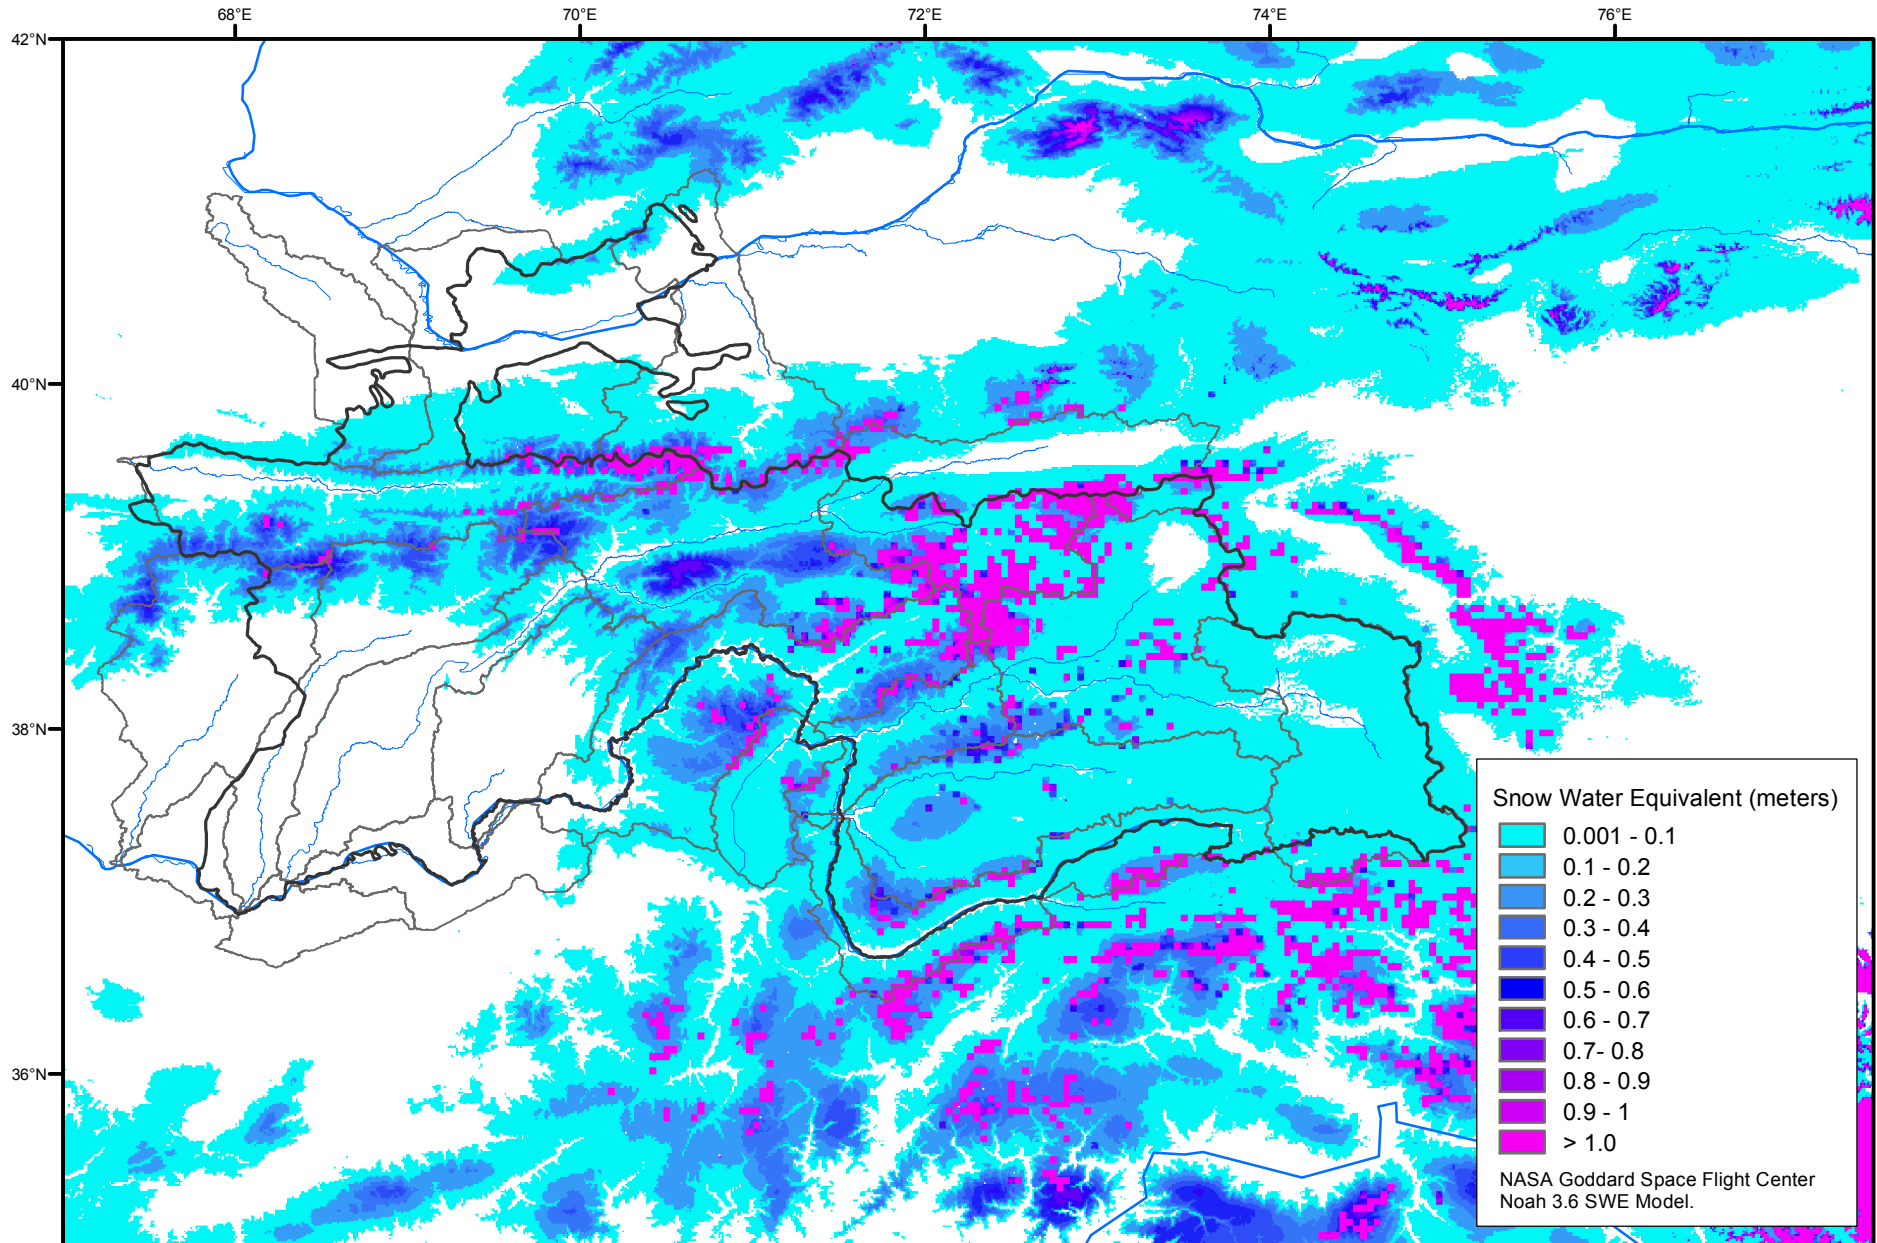 68°E
70°E
72°E
74°E
76°E
42°N
40°N
38°N
36°N
Snow Water Equivalent (meters)
0.001 - 0.1
0.1 - 0.2
0.2 - 0.3
0.3 - 0.4
0.4 - 0.5
0.5 - 0.6
0.6 - 0.7
0.7- 0.8
0.8 - 0.9
0.9 - 1
> 1.0
NASA Goddard Space Flight Center
Noah 3.6 SWE Model.